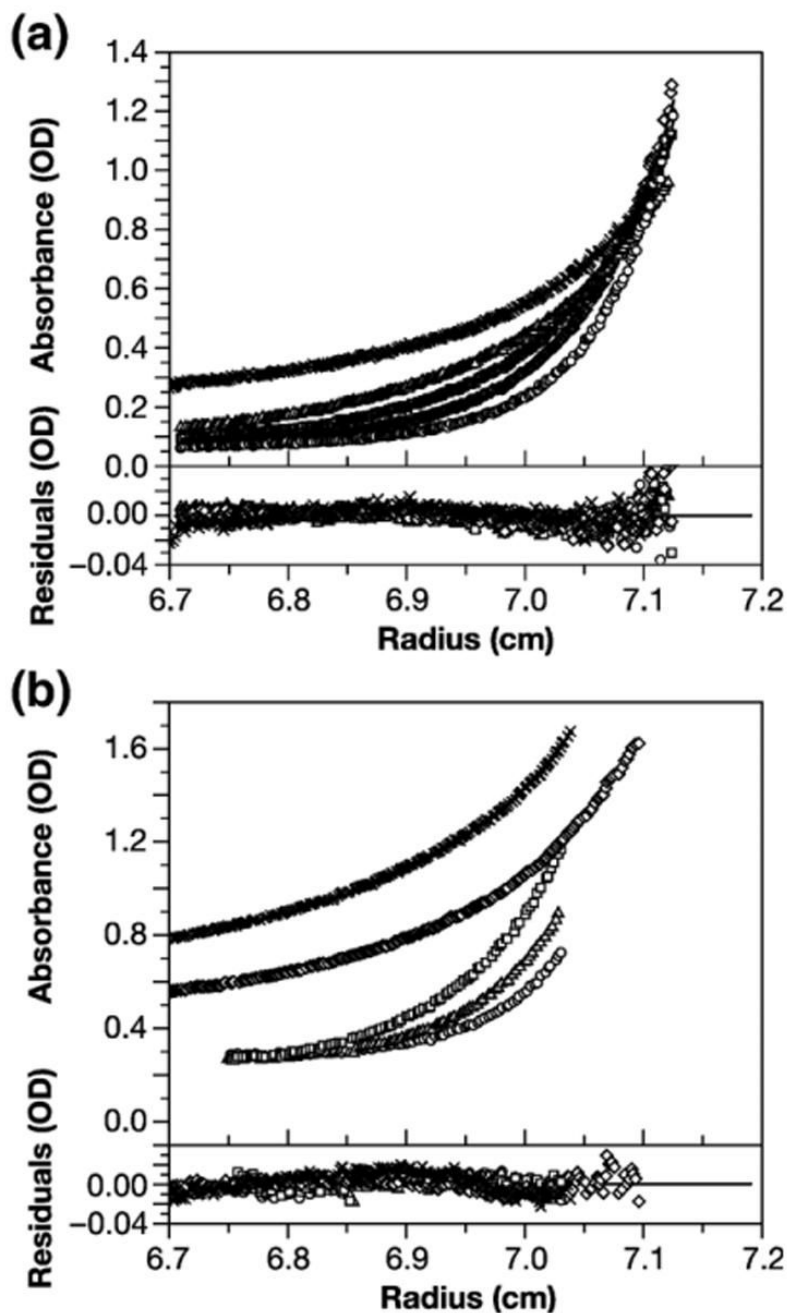 (a)
Absorbance (OD)
1.4
1.2
1.0
0.8
0.6
0.4
0.2
0.0
Residuals (OD)
0.00
−0.04
6.7 6.8 6.9 7.0 7.1 7.2
Radius (cm)
(b)
Absorbance (OD)
1.6
1.2
0.8
0.4
0.0
Residuals (OD)
0.00
−0.04
6.7 6.8 6.9 7.0 7.1 7.2
Radius (cm)